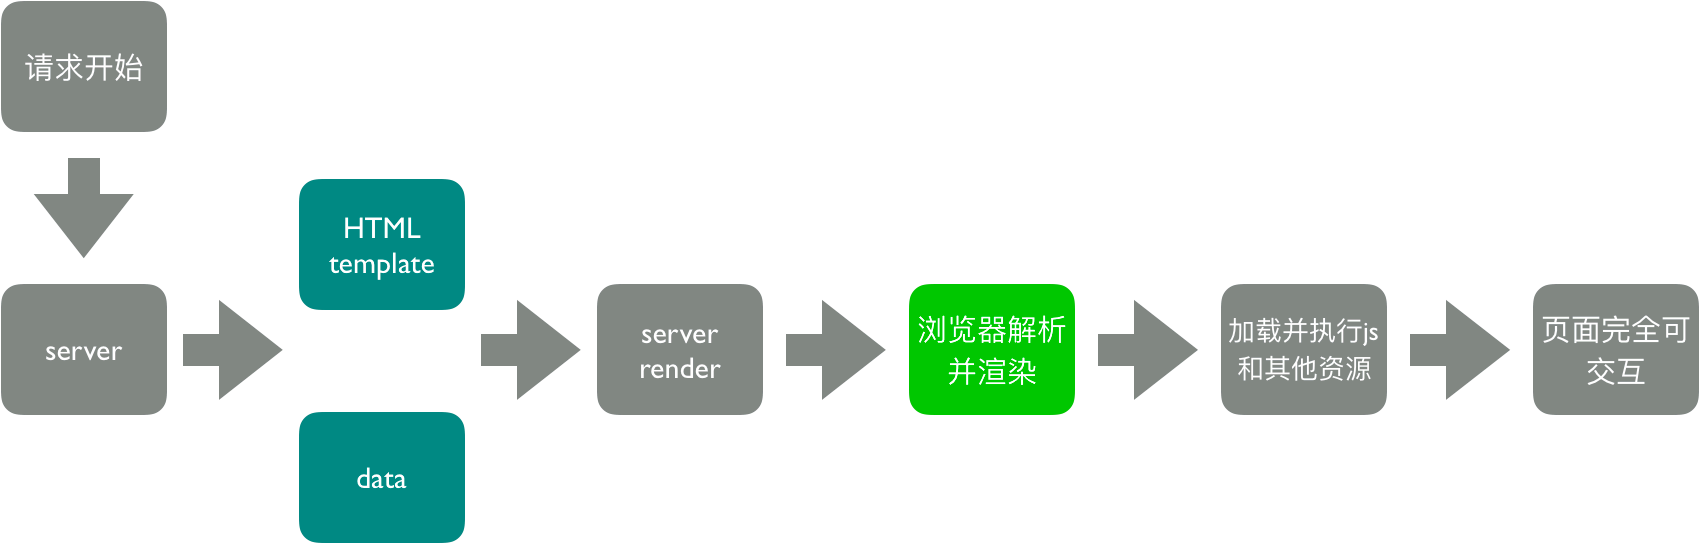 请求开始
server
HTML
template
data
server
render
浏览器解析
并渲染
加载并执行js
和其他资源
页面完全可
交互